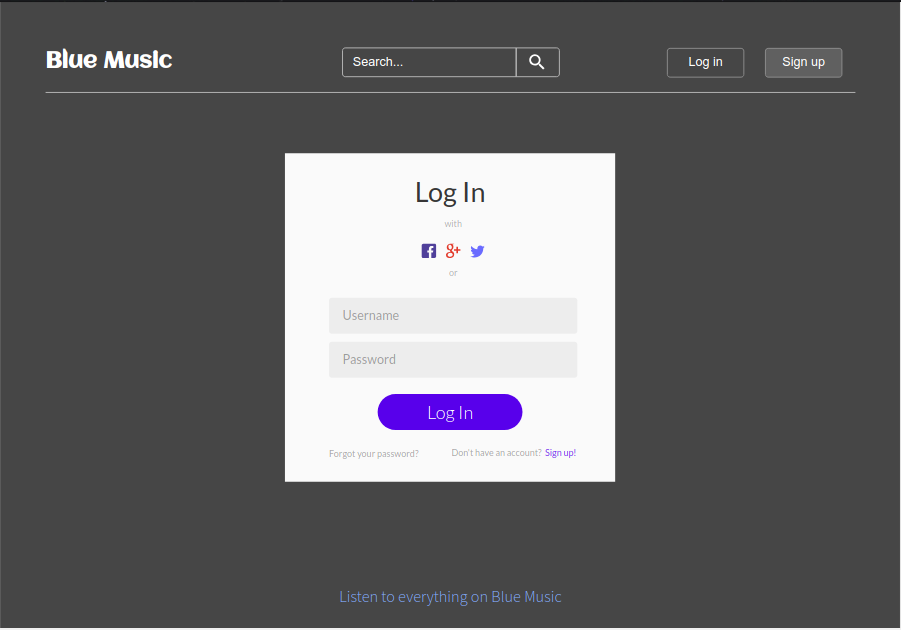 Blue Music
Search...
Log in
Sign up
Log In
with
or
Username
Password
Log In
Forgot your password?
Don't have an account? Sign up!
Listen to everything on Blue Music